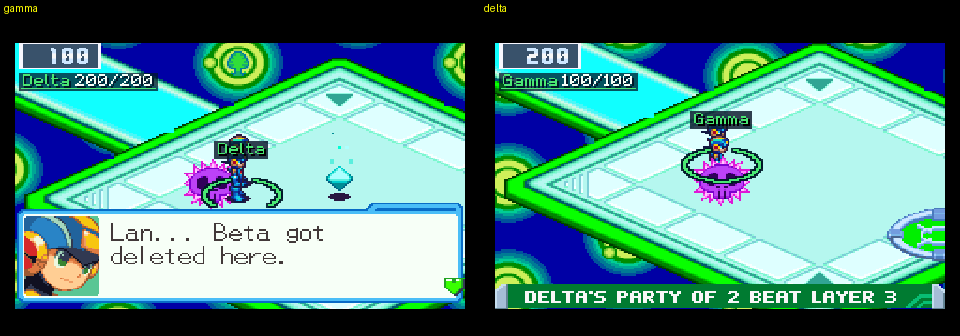 gamma
100
Delta 200/200
Delta
Lan... Beta got
deleted here.
delta
200
Gamma 100/100
Gamma
DELTA'S PARTY OF 2 BEAT LAYER 3